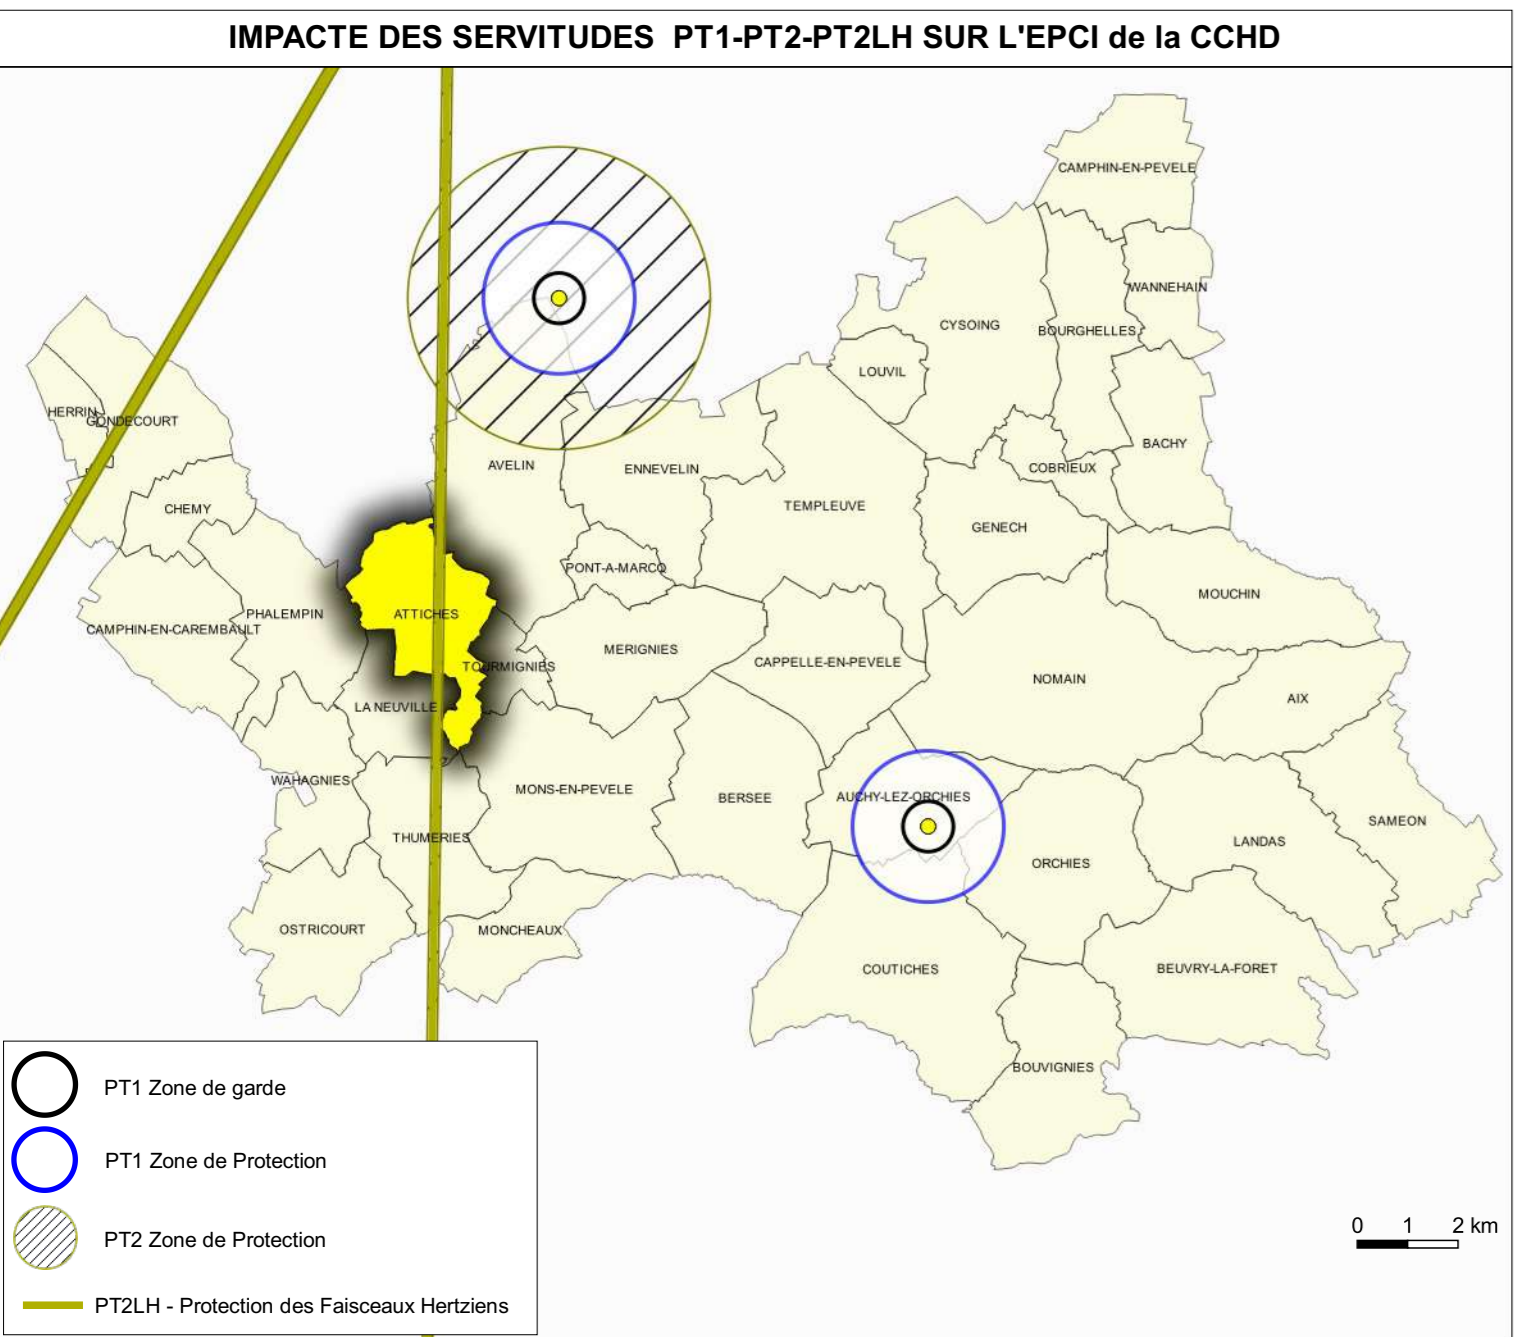 IMPACTE DES SERVITUDES PT1-PT2-PT2LH SUR L'EPCI de la CCHD
CAMPHIN-EN-PEVELE
WANNEHAIN
CYSOING
BOURGHELLES
LOUVIL
HERRIN
GONDECOURT
BACHY
AVELIN
ENNEVELIN
COBRIEUX
CHEMY
TEMPLEUVE
GENECH
PONT-A-MARCQ
MOUCHIN
PHALEMPIN
ATTICHES
CAMPHIN-EN-CAREMBAULT
MERIGNIES
TOURMIGNIES
CAPPELLE-EN-PEVELE
NOMAIN
AIX
LA NEUVILLE
WAHAGNIES
MONS-EN-PEVELE
BERSEE
AUCHY-LEZ-ORCHIES
SAMEON
THUMERIES
LANDAS
ORCHIES
OSTRICOURT
MONCHEAUX
COUTICHES
BEUVRY-LA-FORET
BOUVIGNIES
PT1 Zone de garde
PT1 Zone de Protection
PT2 Zone de Protection
PT2LH - Protection des Faisceaux Hertziens
0 1 2 km